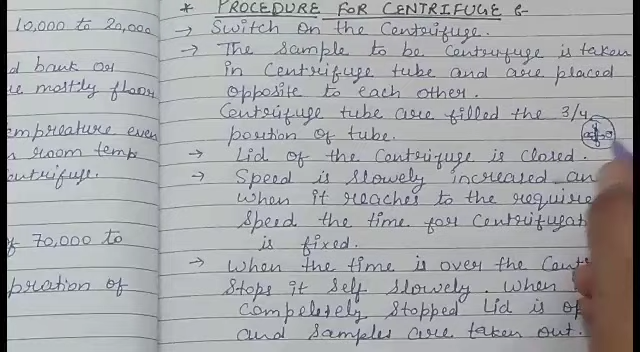 10,000 to 20,000
d bank or
re mostly floor
empreature even
n room temp
entrifuge.
of 70,000 to
pration of
* PROCEDURE FOR CENTRIFUGE :-
→ Switch on the Centrifuge.
→ The sample to be Centrifuge is taken
in Centrifuge tube and are placed
opposite to each other.
Centrifuge tube are filled the 3/4
portion of tube.
→ Lid of the Centrifuge is closed.
→ Speed is slowely increased an
when it reaches to the require
Speed the time for Centrifugat
is fixed.
→ When the time is over the Cent
Stops it self slowely. When
competetely stopped Lid is op
and samples are taken out.